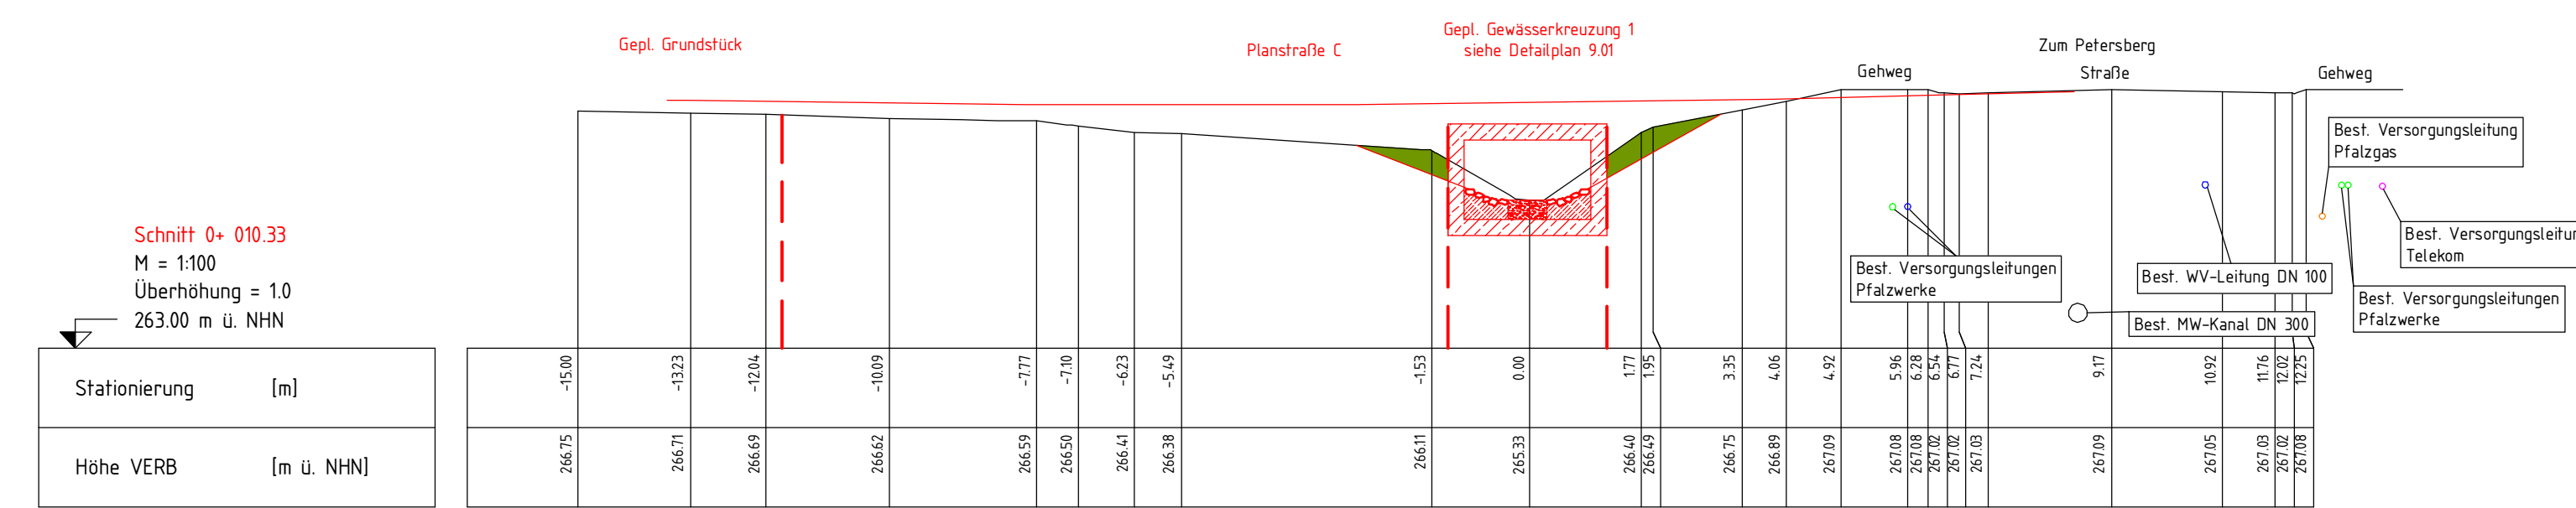 Gepl. Grundstück
Planstraße C
Gepl. Gewässerkreuzung 1
siehe Detailplan 9.01
Zum Petersberg
Gehweg
Straße
Gehweg
Best. Versorgungsleitung
Pfalzgas
Schnitt 0+ 010.33
M = 1:100
Überhöhung = 1.0
263.00 m ü. NHN
Best. Versorgungsleitungen
Pfalzwerke
Best. WV-Leitung DN 100
Best. MW-Kanal DN 300
Best. Versorgungsleitu
Telekom
Best. Versorgungsleitungen
Pfalzwerke
Stationierung [m]
-15.00 -13.23 -12.04 -10.09 -7.77 -7.10 -6.23 -5.49 -1.53 0.00 1.77 1.95 3.35 4.06 4.92 5.96 6.28 6.54 6.77 7.24 9.17 10.92 11.76 12.02 12.25
Höhe VERB [m ü. NHN]
266.75 266.71 266.69 266.62 266.59 266.50 266.41 266.38 266.11 265.33 266.40 266.49 266.75 266.89 267.09 267.08 267.08 267.02 267.02 267.03 267.09 267.05 267.03 267.02 267.08